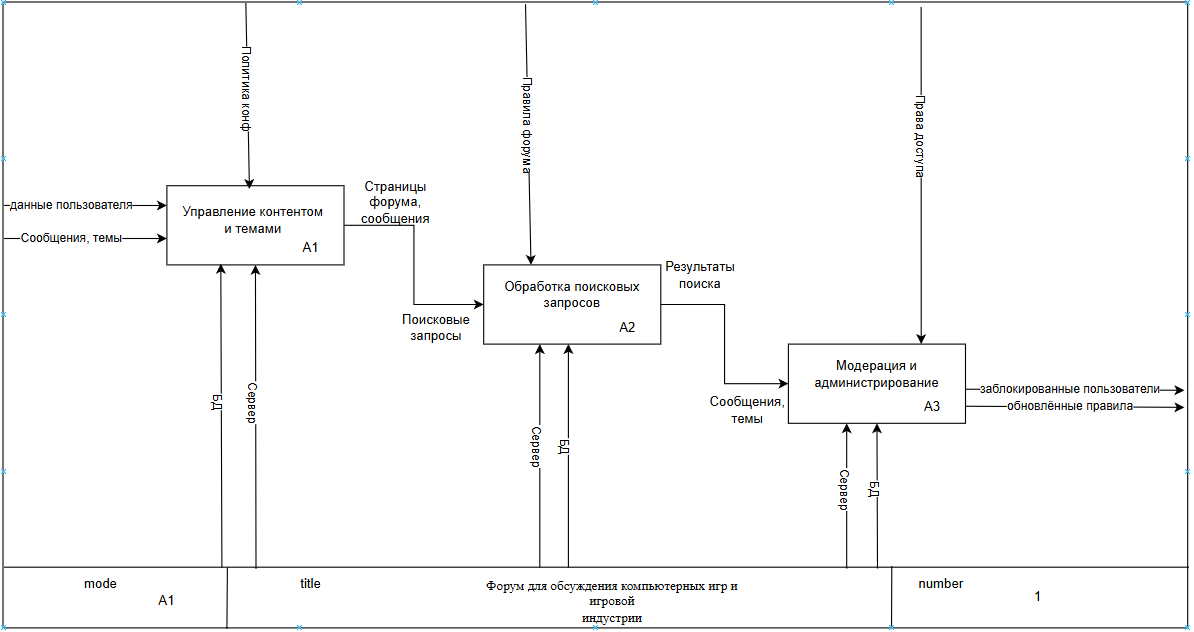 Политика конф
Правила форума
Права доступа
данные пользователя
Сообщения, темы
Управление контентом
и темами
A1
Страницы
форума,
сообщения
Поисковые
запросы
Обработка поисковых
запросов
A2
Результаты
поиска
Сообщения,
темы
Модерация и
администрирование
A3
заблокированные пользователи
обновлённые правила
БД
Сервер
Сервер
БД
Сервер
БД
mode
A1
title
Форум для обсуждения компьютерных игр и
игровой
индустрии
number
1